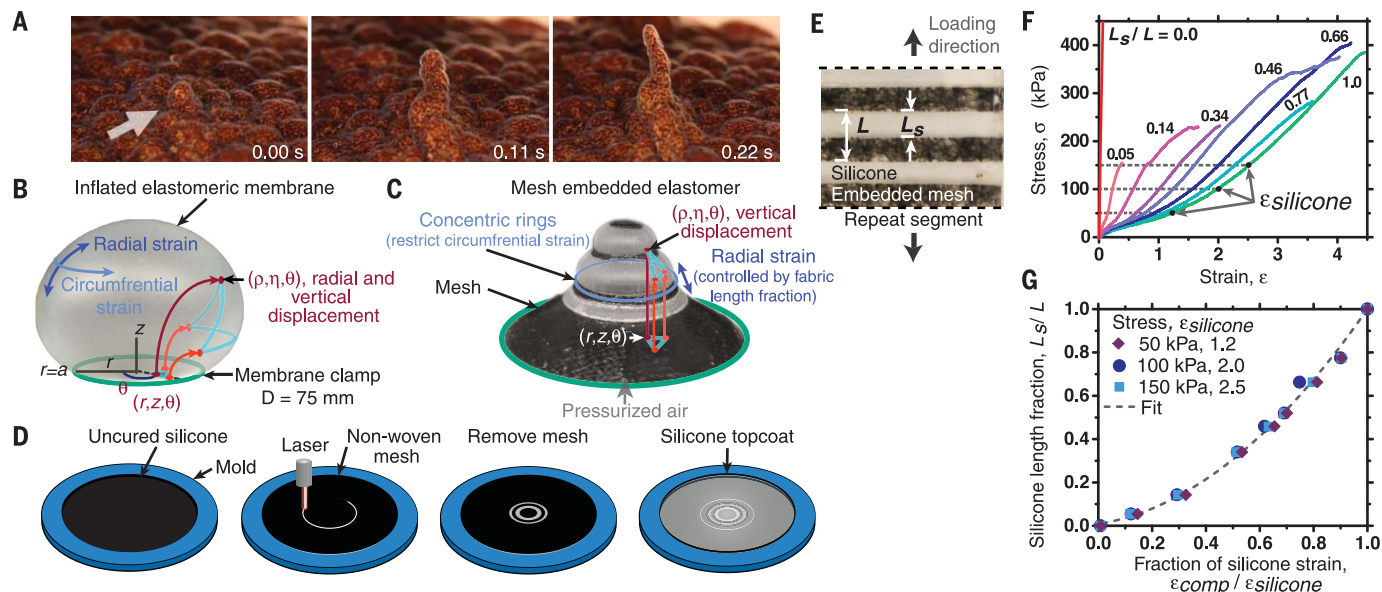 A
0.00 s
0.11 s
0.22 s
B
Inflated elastomeric membrane
Radial strain
Circumfrential
strain
(ρ,η,θ), radial and
vertical
displacement
z
r=a
r
θ
(r,z,θ)
Membrane clamp
D = 75 mm
C
Mesh embedded elastomer
Concentric rings
(restrict circumfrential strain)
(ρ,η,θ), vertical
displacement
Radial strain
(controlled by fabric
length fraction)
Mesh
(r,z,θ)
Pressurized air
D
Uncured silicone
Mold
Laser
Non-woven
mesh
Remove mesh
Silicone topcoat
E
Loading
direction
L
Ls
Silicone
Embedded mesh
Repeat segment
F
Stress, σ (kPa)
400
300
200
100
0
Ls / L = 0.0
0.05
0.14
0.34
0.46
0.66
0.77
1.0
εsilicone
0 1 2 3 4
Strain, ε
G
Silicone length fraction, Ls / L
1.0
0.8
0.6
0.4
0.2
0.0
Stress, εsilicone
50 kPa, 1.2
100 kPa, 2.0
150 kPa, 2.5
Fit
0.0 0.2 0.4 0.6 0.8 1.0
Fraction of silicone strain,
εcomp / εsilicone